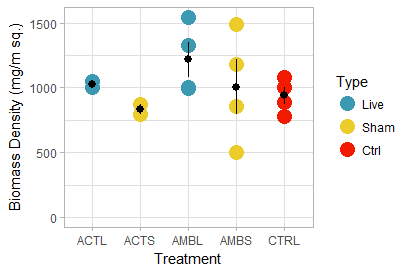 Biomass Density (mg/m sq.)
1500
1000
500
0
ACTL ACTS AMBL AMBS CTRL
Treatment
Type
Live
Sham
Ctrl